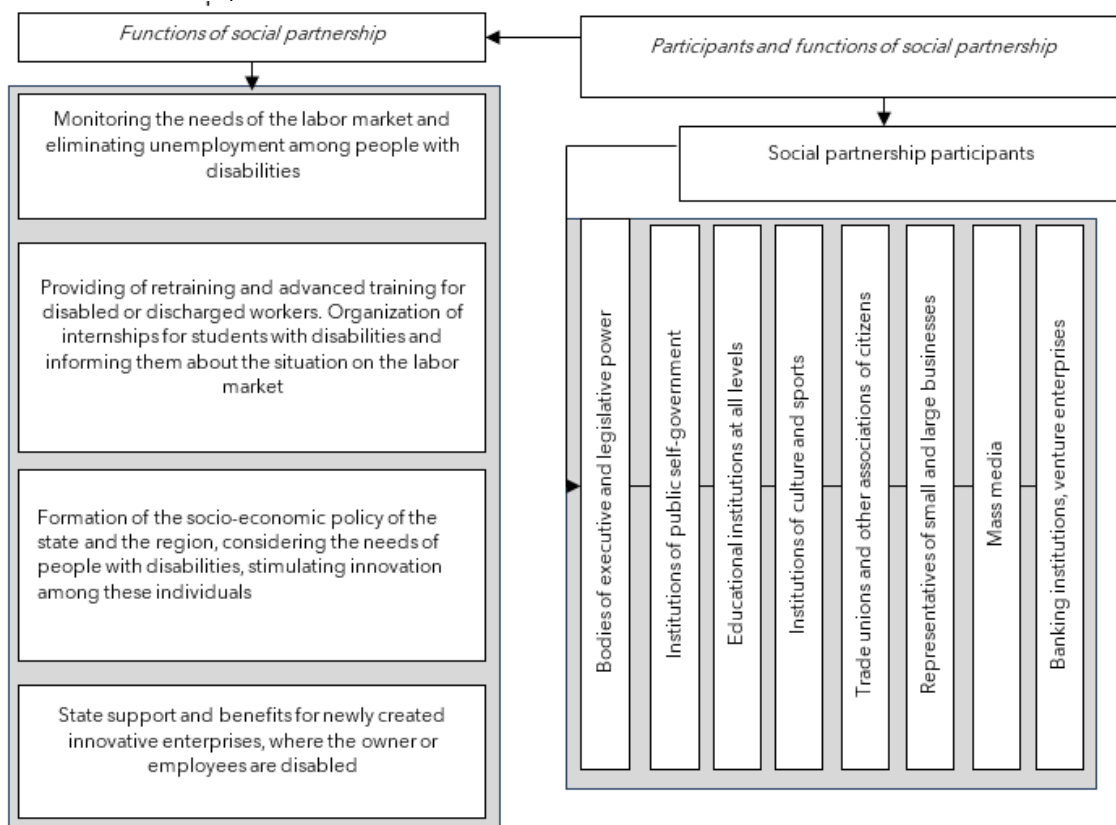 Functions of social partnership
Participants and functions of social partnership
Monitoring the needs of the labor market and
eliminating unemployment among people with
disabilities
Social partnership participants
Providing of retraining and advanced training for
disabled or discharged workers. Organization of
internships for students with disabilities and
informing them about the situation on the labor
market
Formation of the socio-economic policy of the
state and the region, considering the needs of
people with disabilities, stimulating innovation
among these individuals
State support and benefits for newly created
innovative enterprises, where the owner or
employees are disabled
Bodies of executive and legislative power
Institutions of public self-government
Educational institutions at all levels
Institutions of culture and sports
Trade unions and other associations of citizens
Representatives of small and large businesses
Mass media
Banking institutions, venture enterprises